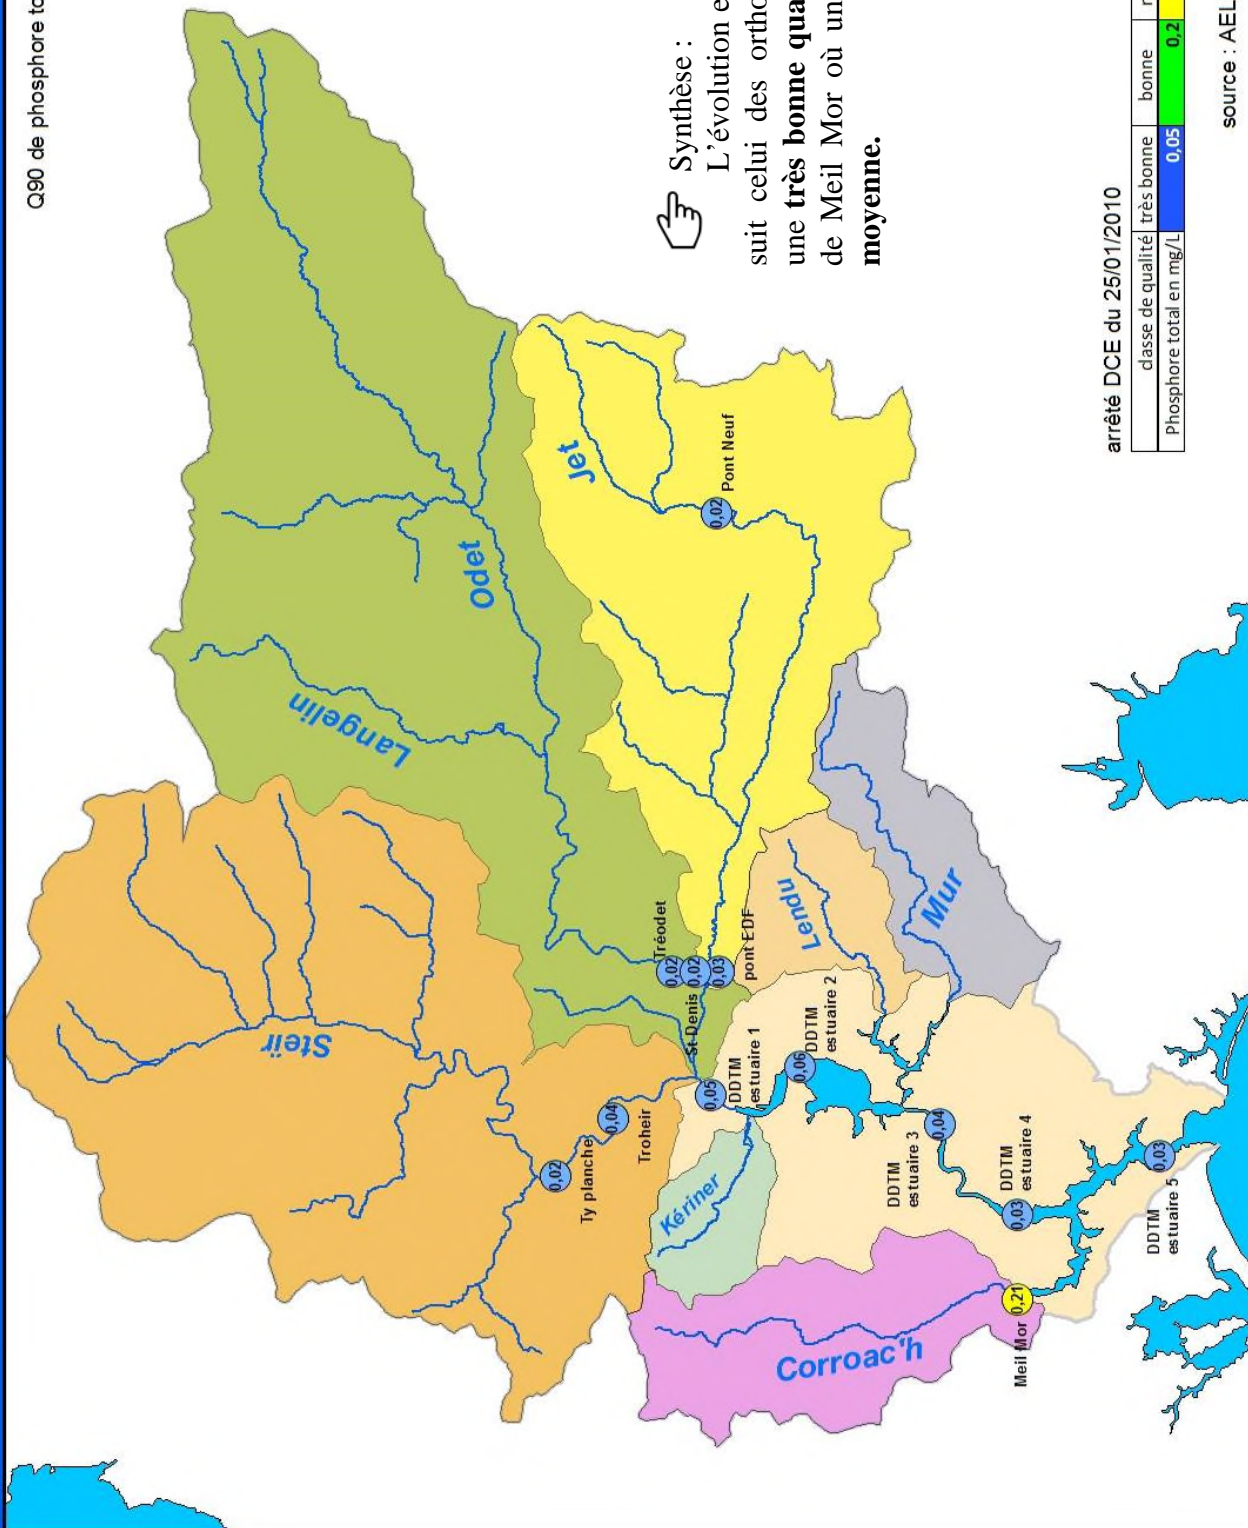 Q90 de phosphore to
Steïr
Langelin
Odet
Jet
Pont Neuf
0,02
Tréodet
0,02
St Denis
0,02
0,03
pont EDF
Ty planche
0,02
Troheir
0,04
0,05
DDTM
estuaire 1
0,06
DDTM
estuaire 2
Lendu
Mur
Kériner
DDTM
estuaire 3
0,04
DDTM
estuaire 4
0,03
DDTM
estuaire 5
0,03
Corroac'h
Meil Mor
0,21
Synthèse :
L'évolution e
suit celui des ortho
une très bonne qua
de Meil Mor où un
moyenne.
arrêté DCE du 25/01/2010
classe de qualité très bonne bonne
Phosphore total en mg/L 0,05 0,2
source : AEL